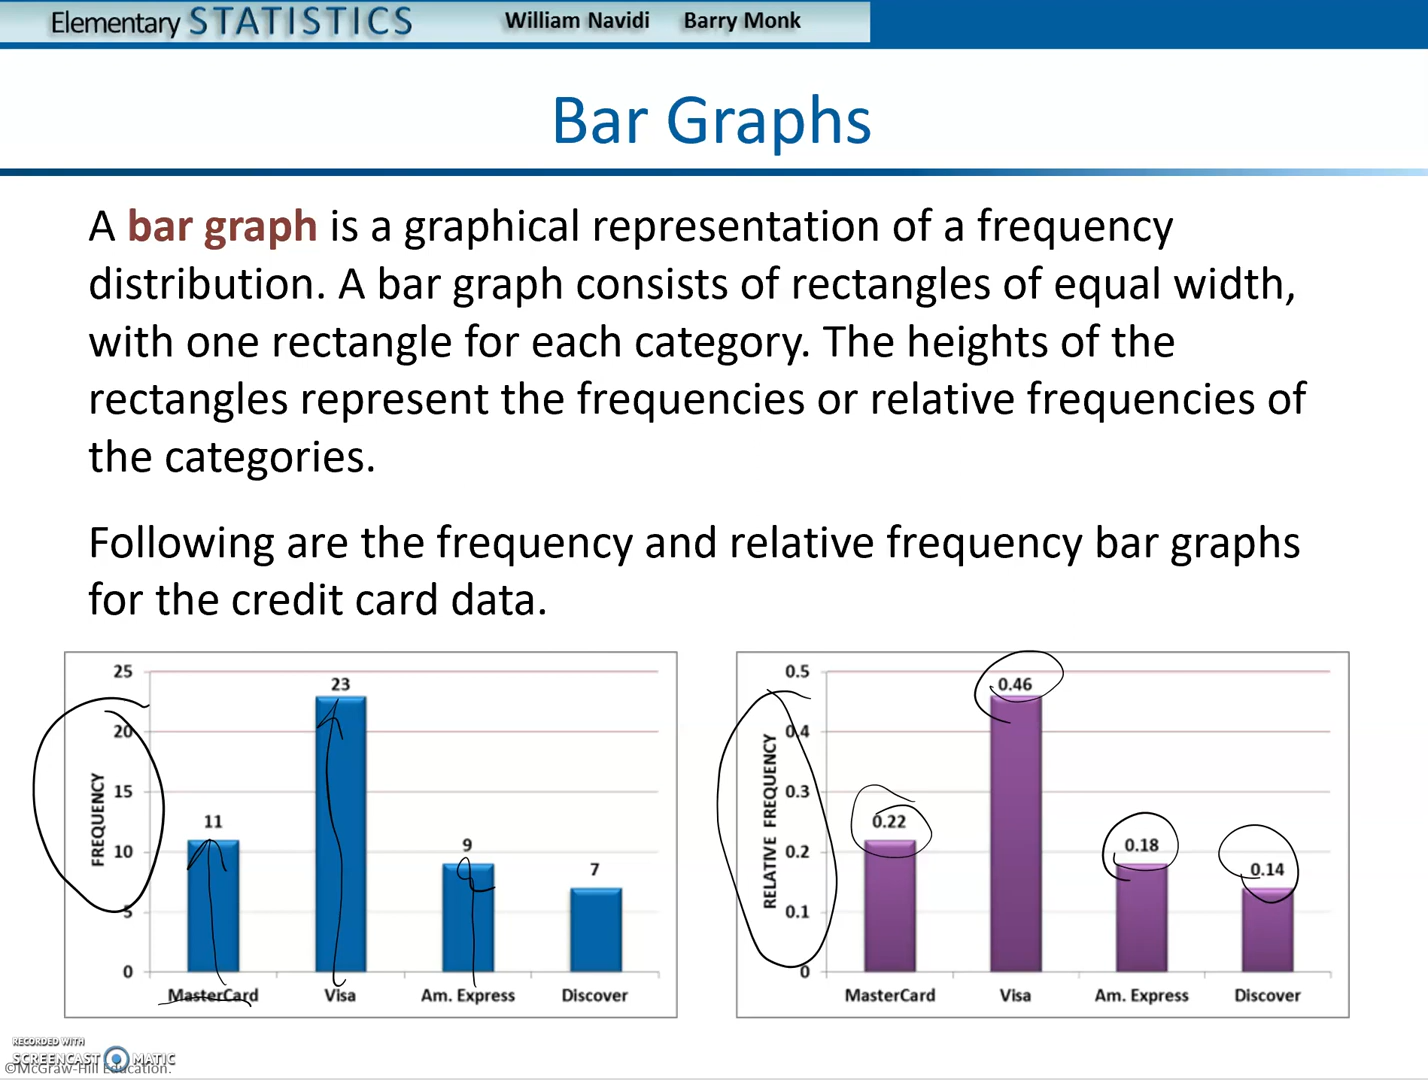 Elementary STATISTICS William Navidi Barry Monk
Bar Graphs
A bar graph is a graphical representation of a frequency
distribution. A bar graph consists of rectangles of equal width,
with one rectangle for each category. The heights of the
rectangles represent the frequencies or relative frequencies of
the categories.
Following are the frequency and relative frequency bar graphs
for the credit card data.
FREQUENCY
25
20
15
10
5
0
11
23
9
7
MasterCard Visa Am. Express Discover
RELATIVE FREQUENCY
0.5
0.4
0.3
0.2
0.1
0
0.22
0.46
0.18
0.14
MasterCard Visa Am. Express Discover
RECORDED WITH
SCREENCAST MATIC
©McGraw-Hill Education.